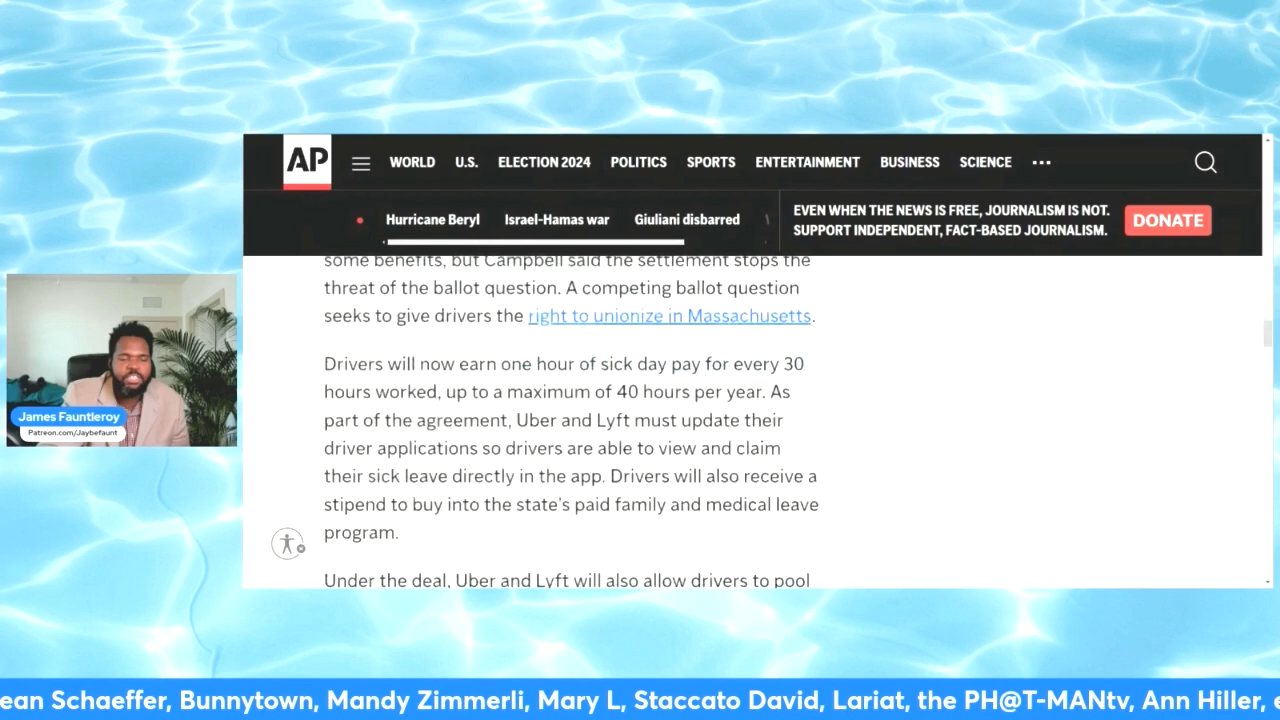 AP
WORLD U.S. ELECTION 2024 POLITICS SPORTS ENTERTAINMENT BUSINESS SCIENCE •••
Hurricane Beryl Israel-Hamas war Giuliani disbarred
EVEN WHEN THE NEWS IS FREE, JOURNALISM IS NOT.
SUPPORT INDEPENDENT, FACT-BASED JOURNALISM.
DONATE
some benefits, but Campbell said the settlement stops the
threat of the ballot question. A competing ballot question
seeks to give drivers the right to unionize in Massachusetts.
Drivers will now earn one hour of sick day pay for every 30
hours worked, up to a maximum of 40 hours per year. As
part of the agreement, Uber and Lyft must update their
driver applications so drivers are able to view and claim
their sick leave directly in the app. Drivers will also receive a
stipend to buy into the state's paid family and medical leave
program.
Under the deal, Uber and Lyft will also allow drivers to pool
James Fauntleroy
Patreon.com/Jaybefaunt
ean Schaeffer, Bunnytown, Mandy Zimmerli, Mary L, Staccato David, Lariat, the PH@T-MANtv, Ann Hiller,